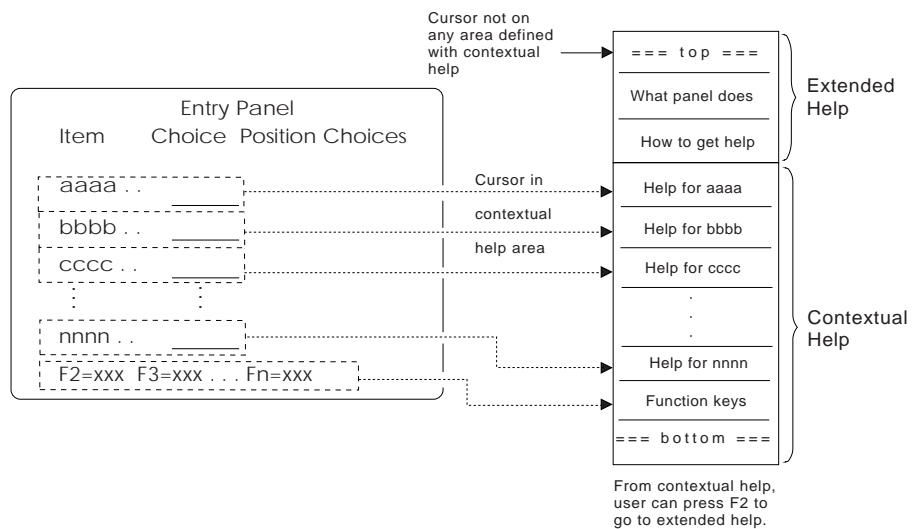 Cursor not on
any area defined
with contextual
help
=== top ===
What panel does
How to get help
Extended
Help
Entry Panel
Item Choice Position Choices
aaaa . .
bbbb . .
cccc . .
nnnn . .
F2=xxx F3=xxx . . . Fn=xxx
Cursor in
contextual
help area
Help for aaaa
Help for bbbb
Help for cccc
Help for nnnn
Function keys
=== bottom ===
Contextual
Help
From contextual help,
user can press F2 to
go to extended help.